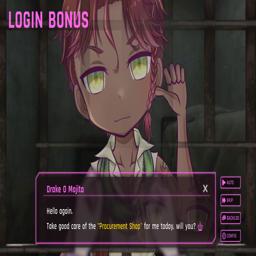 LOGIN BONUS
Drake G Mojito
X
Hello again.
Take good care of the "Procurement Shop" for me today, will you?
AUTO
SKIP
BACKLOG
CONFIG